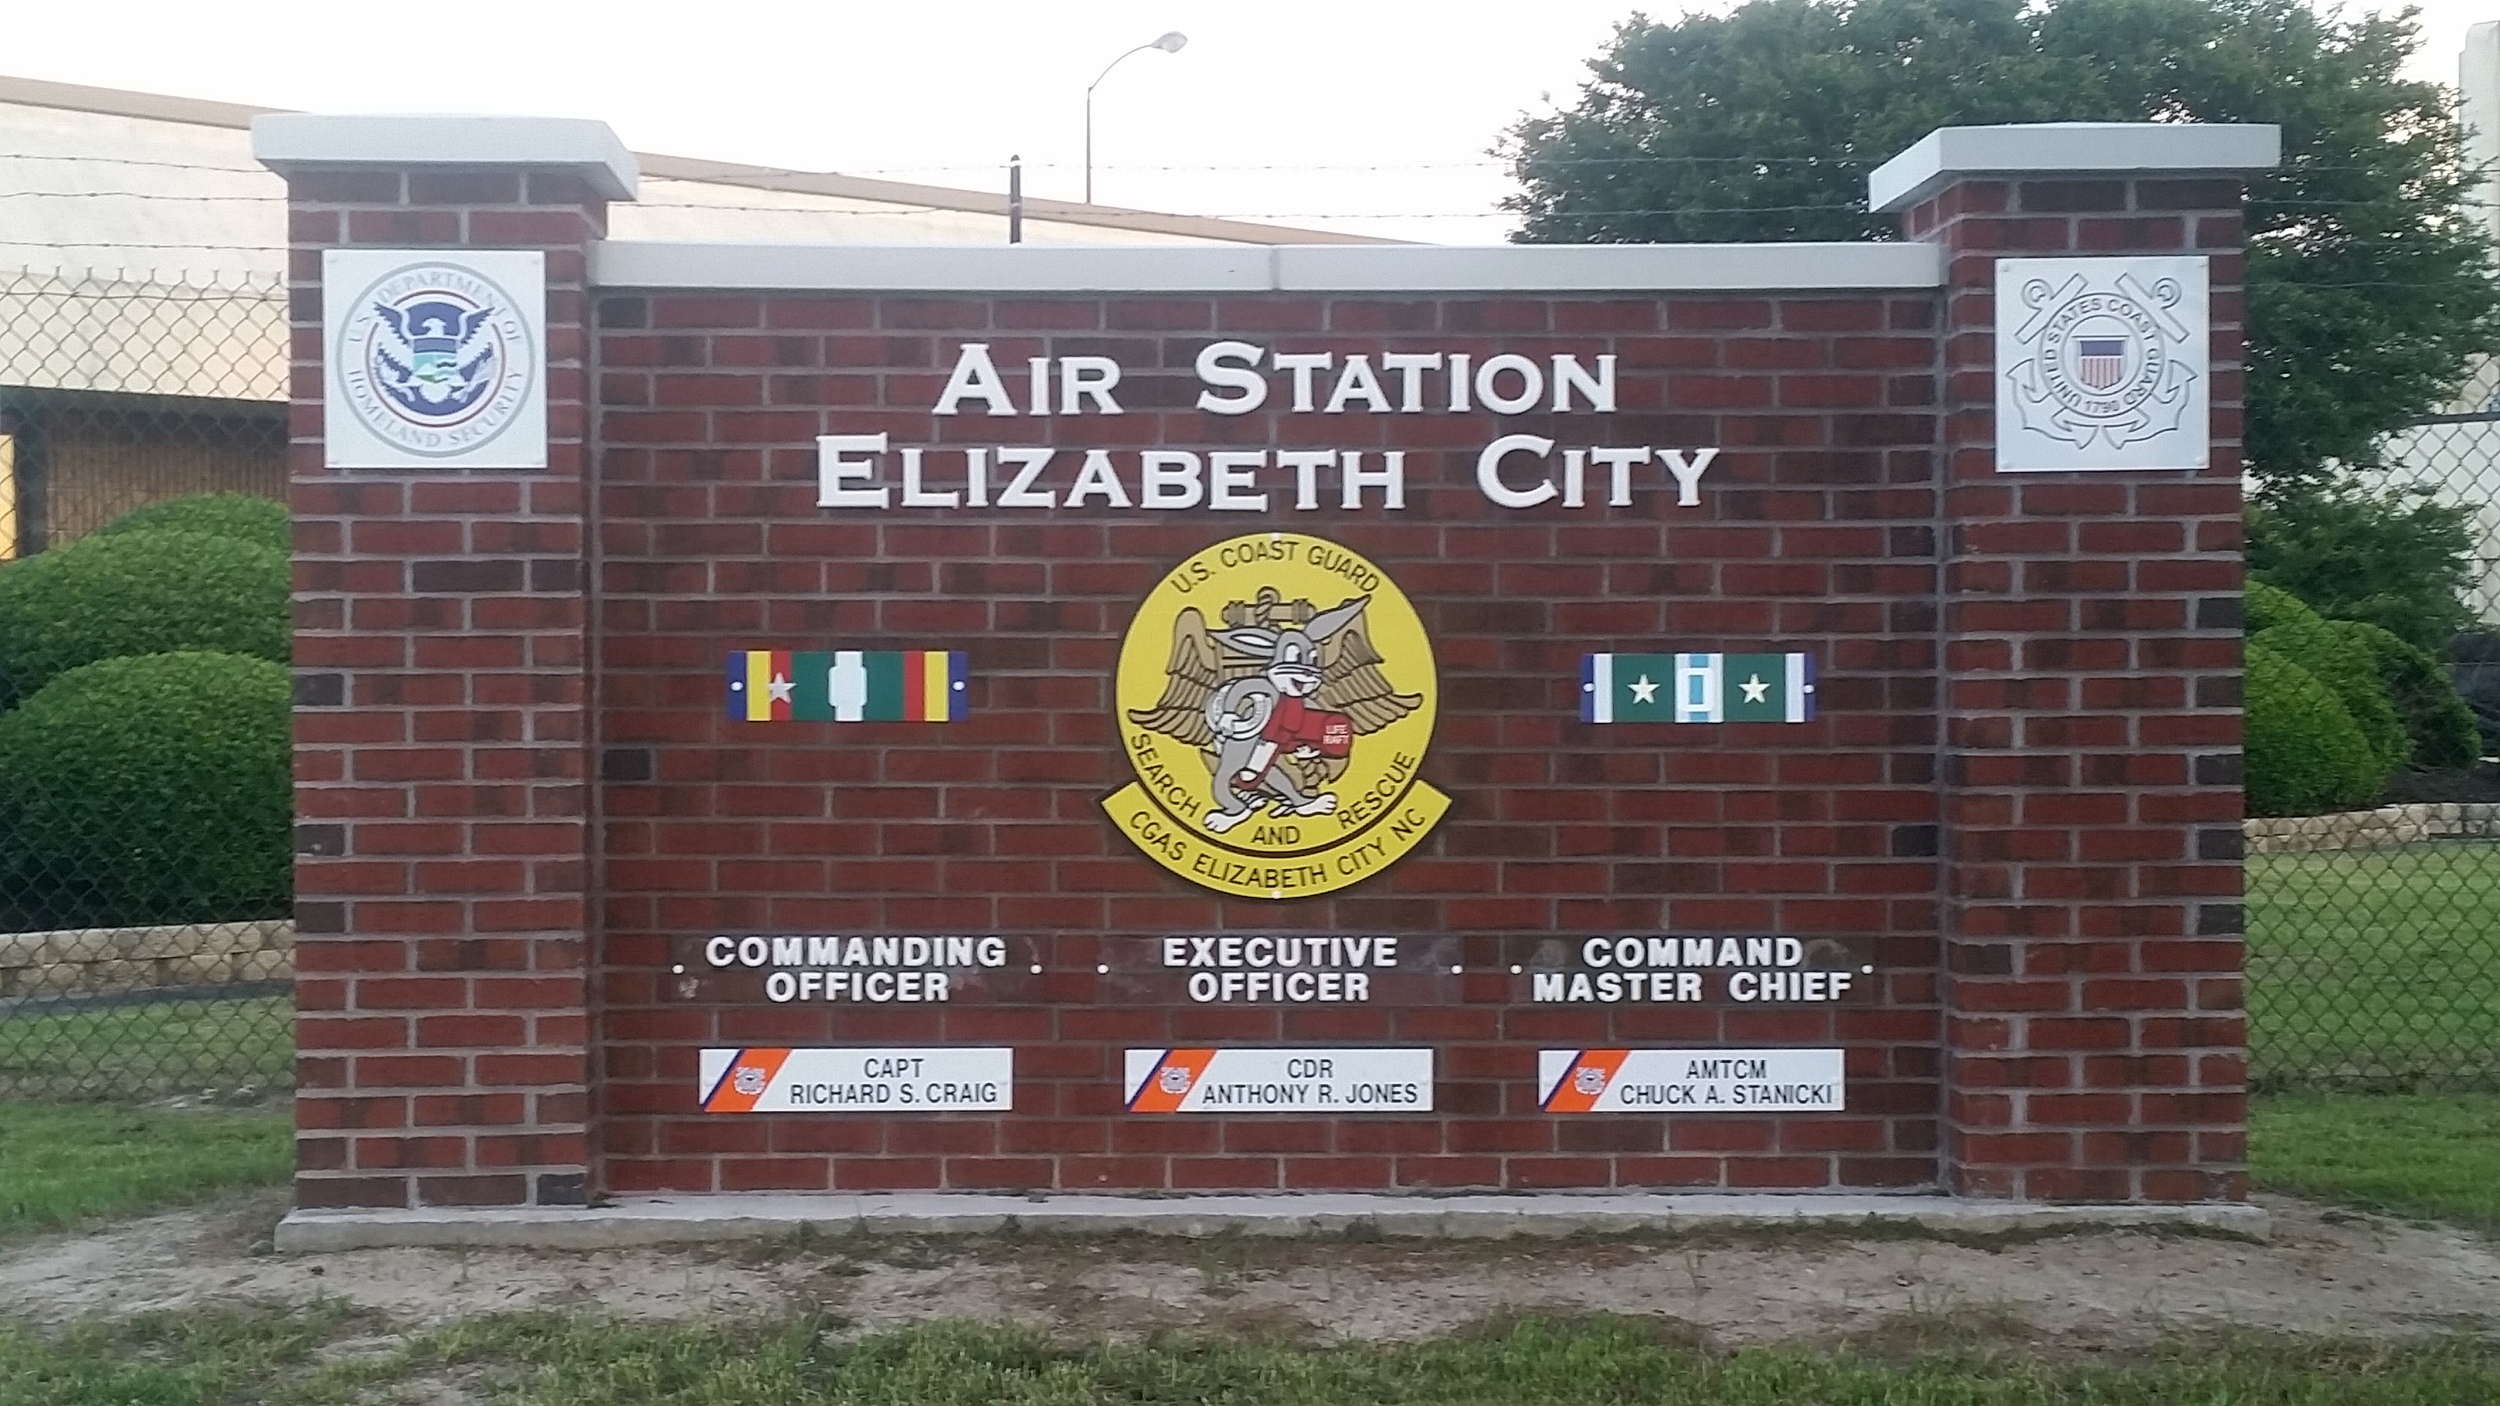 U.S. DEPARTMENT OF HOMELAND SECURITY
AIR STATION
ELIZABETH CITY
UNITED STATES COAST GUARD
1790
U.S. COAST GUARD
LIFE
RAFT
SEARCH AND RESCUE
CGAS ELIZABETH CITY NC
COMMANDING
OFFICER
EXECUTIVE
OFFICER
COMMAND
MASTER CHIEF
CAPT
RICHARD S. CRAIG
CDR
ANTHONY R. JONES
AMTCM
CHUCK A. STANICKI